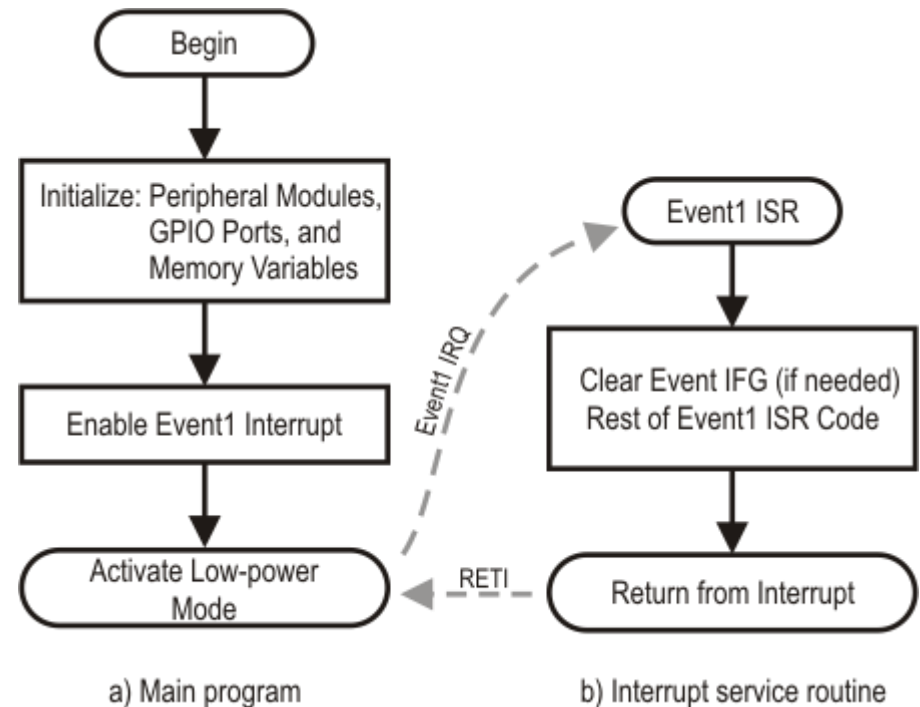 Begin
Initialize: Peripheral Modules,
GPIO Ports, and
Memory Variables
Enable Event1 Interrupt
Activate Low-power
Mode
a) Main program
Event1 IRQ
RETI
Event1 ISR
Clear Event IFG (if needed)
Rest of Event1 ISR Code
Return from Interrupt
b) Interrupt service routine